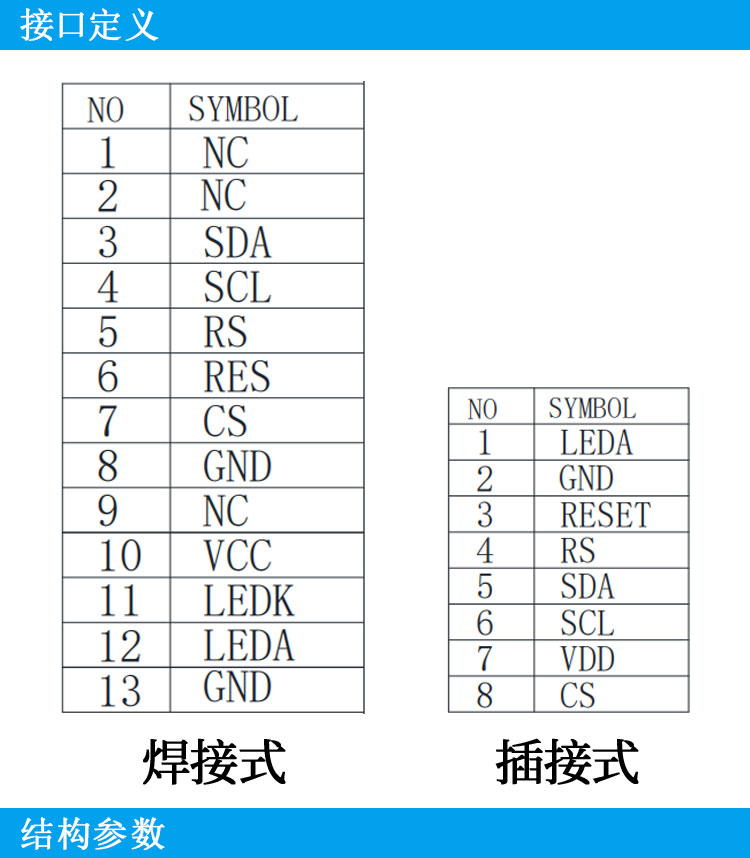 接口定义
NO SYMBOL
1 NC
2 NC
3 SDA
4 SCL
5 RS
6 RES
7 CS
8 GND
9 NC
10 VCC
11 LEDK
12 LEDA
13 GND
焊接式
NO SYMBOL
1 LEDA
2 GND
3 RESET
4 RS
5 SDA
6 SCL
7 VDD
8 CS
插接式
结构参数